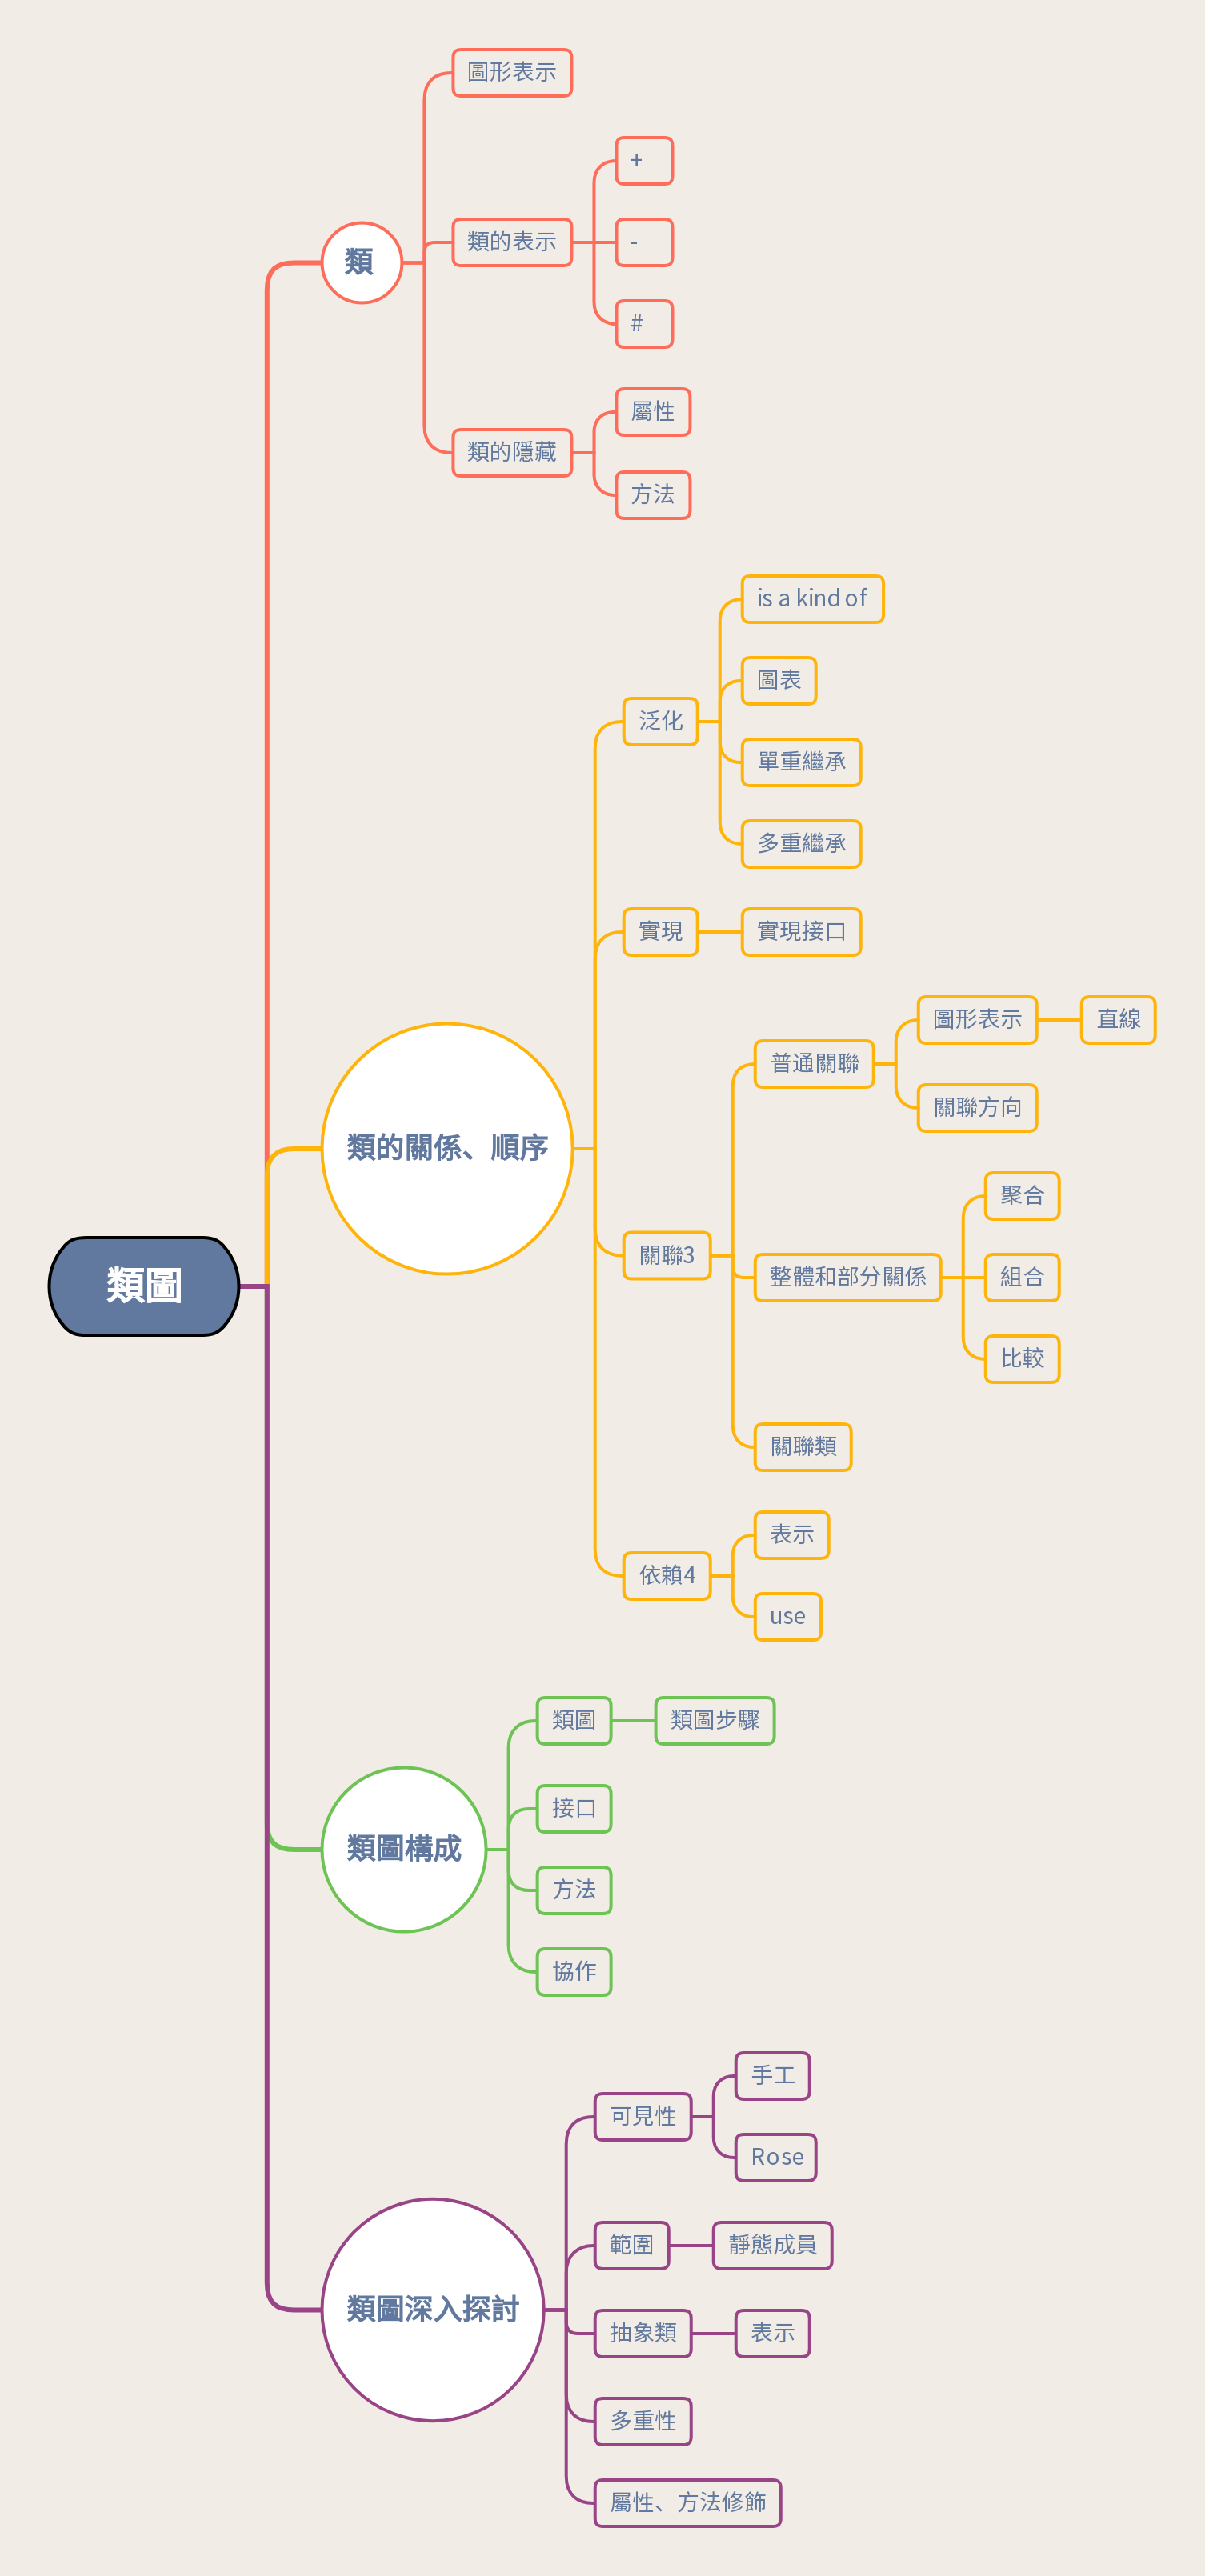 類圖
類
圖形表示
類的表示
+
-
#
類的隱藏
屬性
方法
類的關係、順序
泛化
is a kind of
圖表
單重繼承
多重繼承
實現
實現接口
關聯3
普通關聯
圖形表示
直線
關聯方向
整體和部分關係
聚合
組合
比較
關聯類
依賴4
表示
use
類圖構成
類圖
類圖步驟
接口
方法
協作
類圖深入探討
可見性
手工
Rose
範圍
靜態成員
抽象類
表示
多重性
屬性、方法修飾